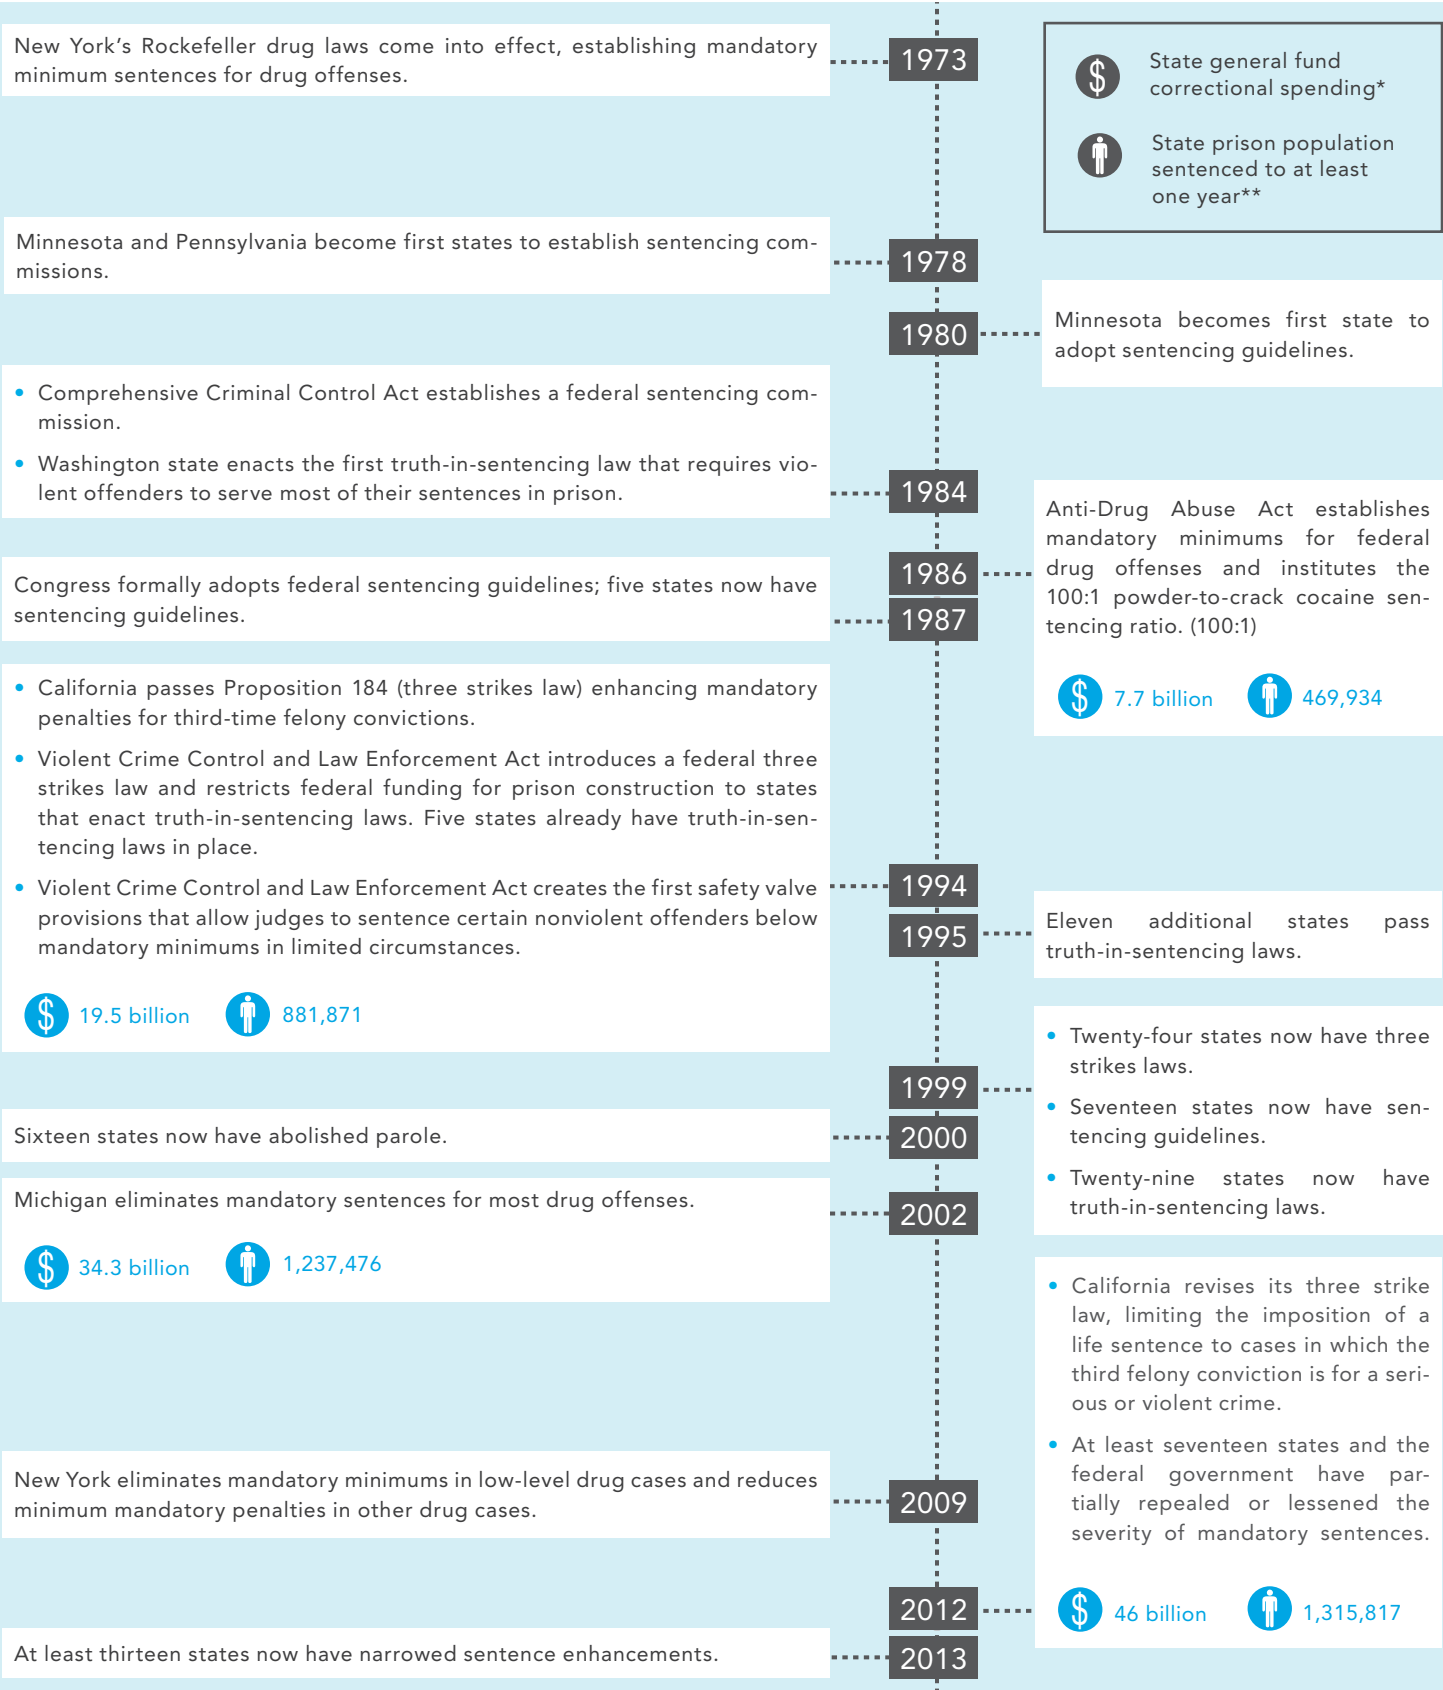 New York’s Rockefeller drug laws come into effect, establishing mandatory
minimum sentences for drug offenses.
1973
$ State general fund
correctional spending*
State prison population
sentenced to at least
one year**
Minnesota and Pennsylvania become first states to establish sentencing com-
missions.
1978
1980
Minnesota becomes first state to
adopt sentencing guidelines.
• Comprehensive Criminal Control Act establishes a federal sentencing com-
mission.
• Washington state enacts the first truth-in-sentencing law that requires vio-
lent offenders to serve most of their sentences in prison.
1984
1986
Anti-Drug Abuse Act establishes
mandatory minimums for federal
drug offenses and institutes the
100:1 powder-to-crack cocaine sen-
tencing ratio. (100:1)
$ 7.7 billion 469,934
Congress formally adopts federal sentencing guidelines; five states now have
sentencing guidelines.
1987
• California passes Proposition 184 (three strikes law) enhancing mandatory
penalties for third-time felony convictions.
• Violent Crime Control and Law Enforcement Act introduces a federal three
strikes law and restricts federal funding for prison construction to states
that enact truth-in-sentencing laws. Five states already have truth-in-sen-
tencing laws in place.
• Violent Crime Control and Law Enforcement Act creates the first safety valve
provisions that allow judges to sentence certain nonviolent offenders below
mandatory minimums in limited circumstances.
$ 19.5 billion 881,871
1994
1995
Eleven additional states pass
truth-in-sentencing laws.
1999
• Twenty-four states now have three
strikes laws.
• Seventeen states now have sen-
tencing guidelines.
• Twenty-nine states now have
truth-in-sentencing laws.
Sixteen states now have abolished parole.
2000
Michigan eliminates mandatory sentences for most drug offenses.
$ 34.3 billion 1,237,476
2002
New York eliminates mandatory minimums in low-level drug cases and reduces
minimum mandatory penalties in other drug cases.
2009
2012
• California revises its three strike
law, limiting the imposition of a
life sentence to cases in which the
third felony conviction is for a seri-
ous or violent crime.
• At least seventeen states and the
federal government have par-
tially repealed or lessened the
severity of mandatory sentences.
$ 46 billion 1,315,817
At least thirteen states now have narrowed sentence enhancements.
2013